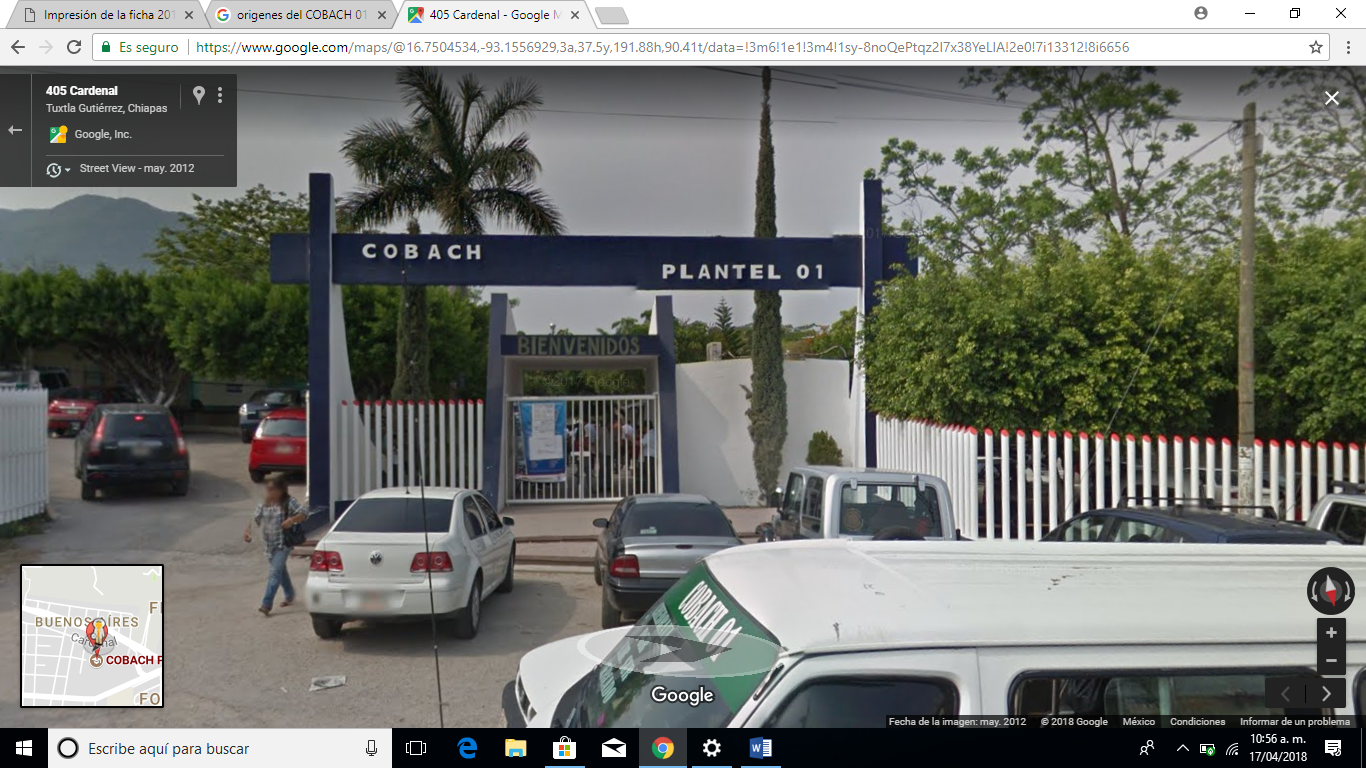 Impresión de la ficha 201
origenes del COBACH 01
405 Cardenal - Google M
Es seguro
https://www.google.com/maps/@16.7504534,-93.1556929,3a,37.5y,191.88h,90.41t/data=!3m6!1e1!3m4!1sy-8noQePtqz2I7x38YeLIA!2e0!7i13312!8i6656
405 Cardenal
Tuxtla Gutiérrez, Chiapas
Google, Inc.
Street View - may. 2012
COBACH
PLANTEL 01
BIENVENIDOS
COBACH 01
BUENOS AIRES
Cardenal
COBACH P
FO
Google
Fecha de la imagen: may. 2012
© 2018 Google
México
Condiciones
Informar de un problema
Escribe aquí para buscar
10:56 a. m.
17/04/2018